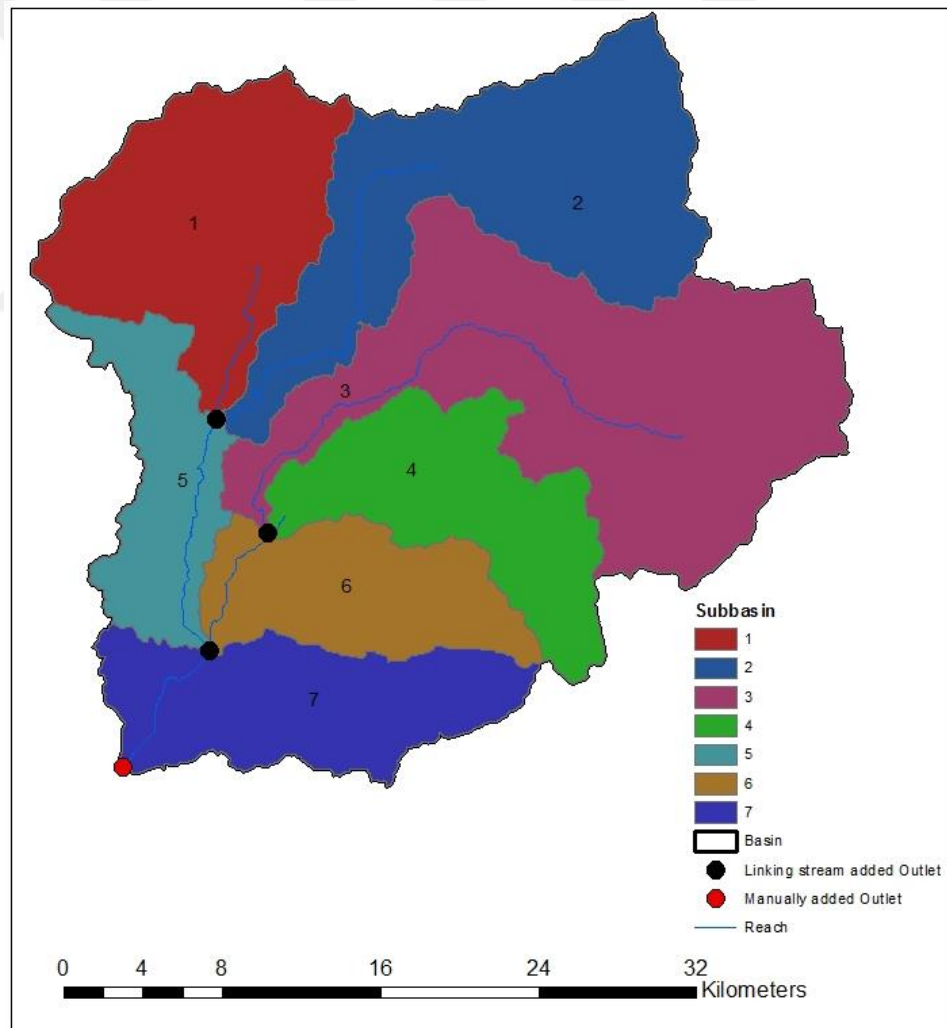 1
2
3
4
5
6
7
Subbasin
1
2
3
4
5
6
7
Basin
Linking stream added Outlet
Manually added Outlet
Reach
0 4 8 16 24 32
Kilometers